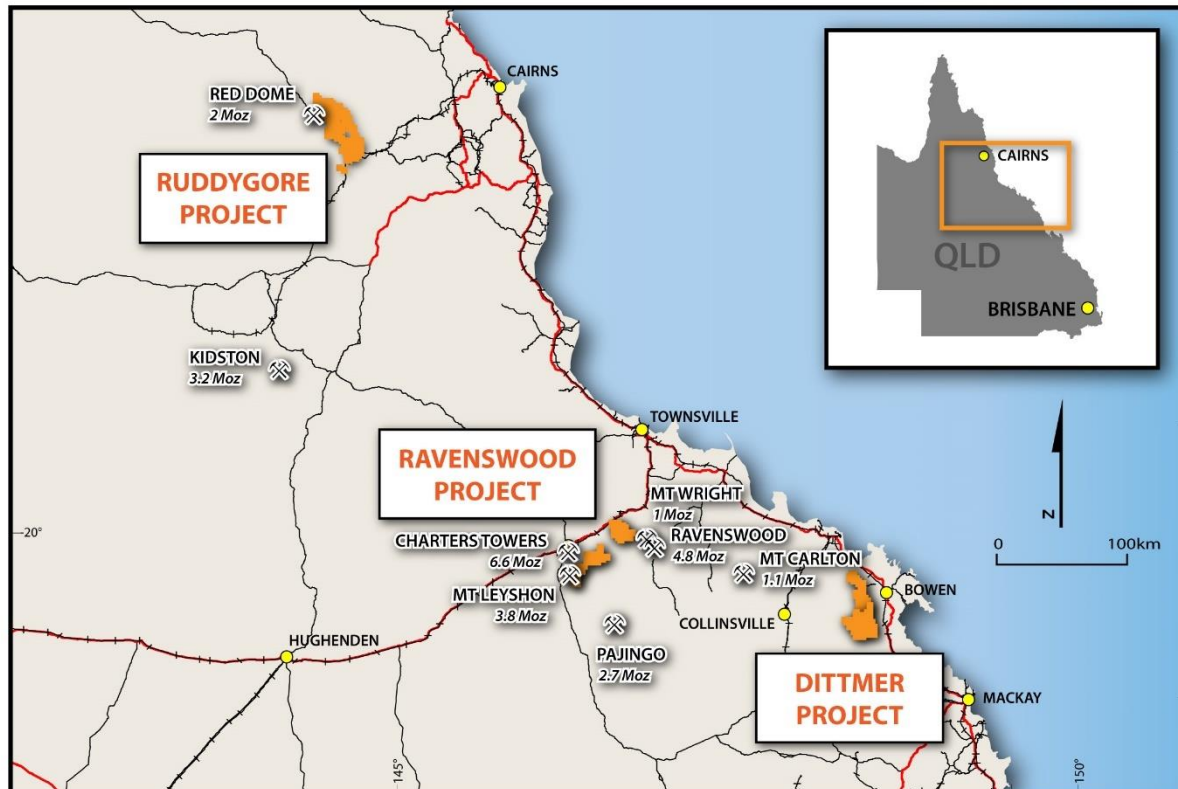 CAIRNS
RED DOME
2 Moz
RUDDYGORE
PROJECT
CAIRNS
QLD
BRISBANE
KIDSTON
3.2 Moz
TOWNSVILLE
RAVENSWOOD
PROJECT
MT WRIGHT
1 Moz
N
-20°
CHARTERS TOWERS
6.6 Moz
RAVENSWOOD
4.8 Moz
MT CARLTON
1.1 Moz
0 100km
MT LEYSHON
3.8 Moz
BOWEN
COLLINSVILLE
HUGHENDEN
PAJINGO
2.7 Moz
DITTMER
PROJECT
MACKAY
145°
150°